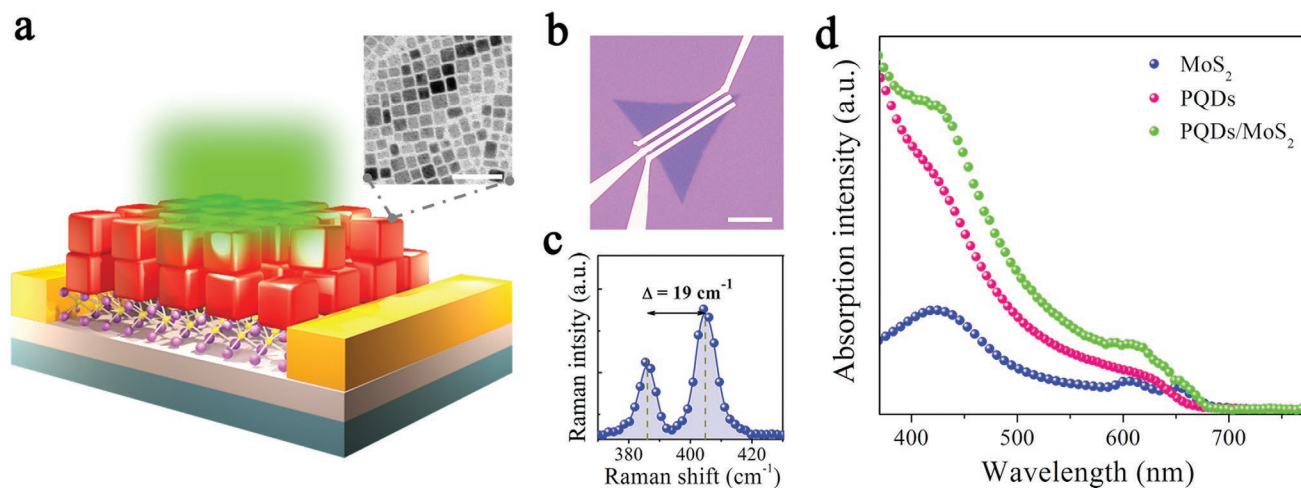 a
b
c
Δ = 19 cm⁻¹
Raman intsity (a.u.)
380
400
420
Raman shift (cm⁻¹)
d
MoS₂
PQDs
PQDs/MoS₂
Absorption intensity (a.u.)
400
500
600
700
Wavelength (nm)